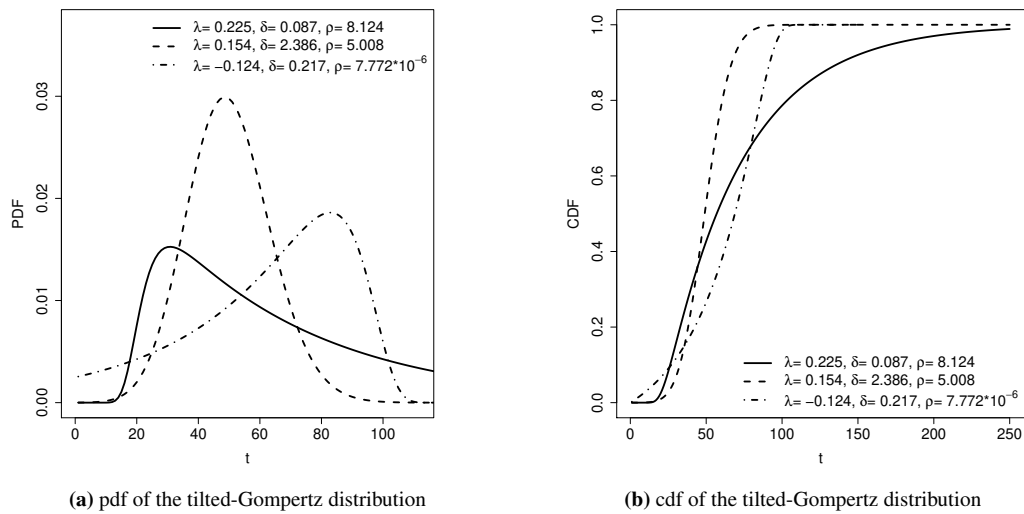 λ= 0.225, δ= 0.087, ρ= 8.124
λ= 0.154, δ= 2.386, ρ= 5.008
λ= −0.124, δ= 0.217, ρ= 7.772*10⁻⁶
PDF
0.00
0.01
0.02
0.03
0 20 40 60 80 100
t
(a) pdf of the tilted-Gompertz distribution
CDF
0.0
0.2
0.4
0.6
0.8
1.0
λ= 0.225, δ= 0.087, ρ= 8.124
λ= 0.154, δ= 2.386, ρ= 5.008
λ= −0.124, δ= 0.217, ρ= 7.772*10⁻⁶
0 50 100 150 200 250
t
(b) cdf of the tilted-Gompertz distribution